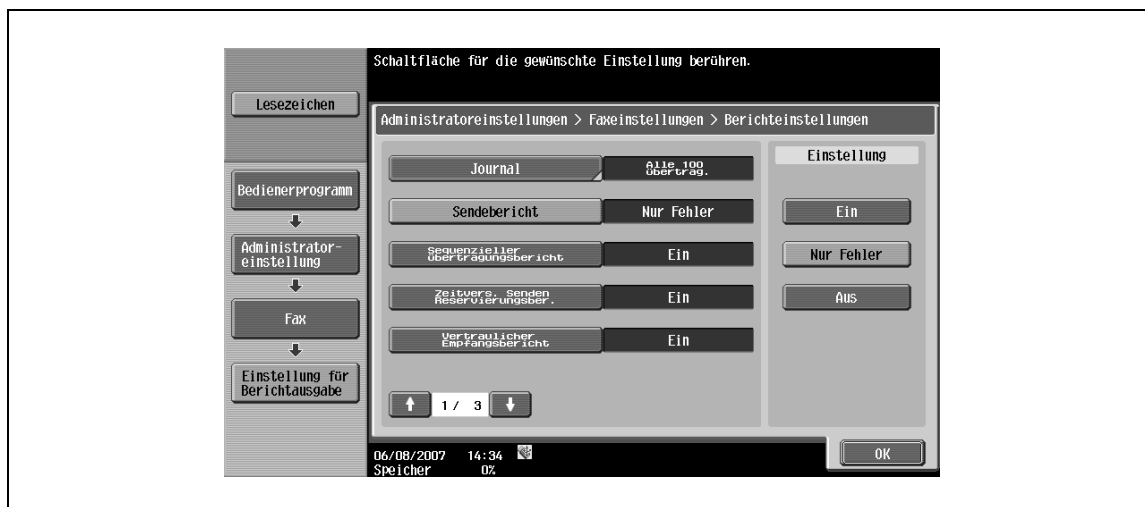 Schaltfläche für die gewünschte Einstellung berühren.
Lesezeichen
Administratoreinstellungen > Faxeinstellungen > Berichteinstellungen
Bedienerprogramm
Administrator-
einstellung
Fax
Einstellung für
Berichtausgabe
Journal
Alle 100
Übertrag.
Sendebericht
Nur Fehler
Sequenzieller
Übertragungsbericht
Ein
Zeitvers. Senden
Reservierungsber.
Ein
Vertraulicher
Empfangsbericht
Ein
1/ 3
Einstellung
Ein
Nur Fehler
Aus
06/08/2007 14:34
Speicher 0%
OK